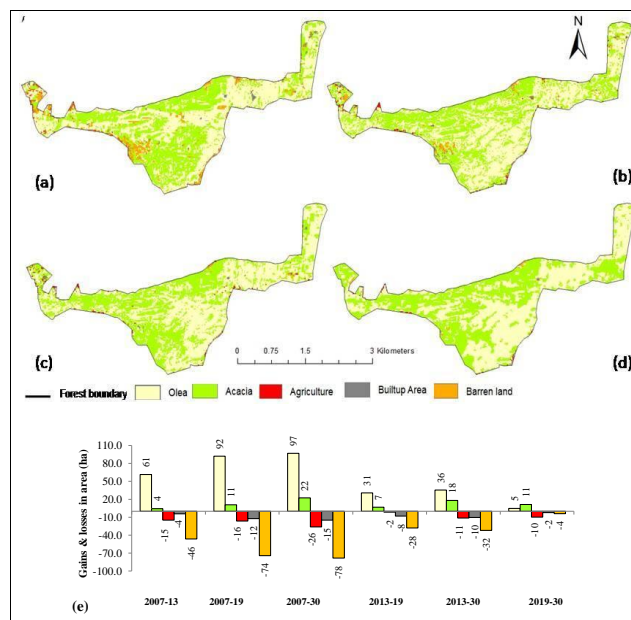 N
(a)
(b)
(c)
(d)
0 0.75 1.5 3 Kilometers
Forest boundary Olea Acacia Agriculture Builtup Area Barren land
Gains & losses in area (ha)
110.0
80.0
50.0
20.0
-10.0
-40.0
-70.0
-100.0
61 4 -15 -4 -46
92 11 -16 -12 -74
97 22 -26 -15 -78
31 7 -2 -8 -28
36 18 -11 -10 -32
5 11 -10 -2 -4
2007-13 2007-19 2007-30 2013-19 2013-30 2019-30
(e)